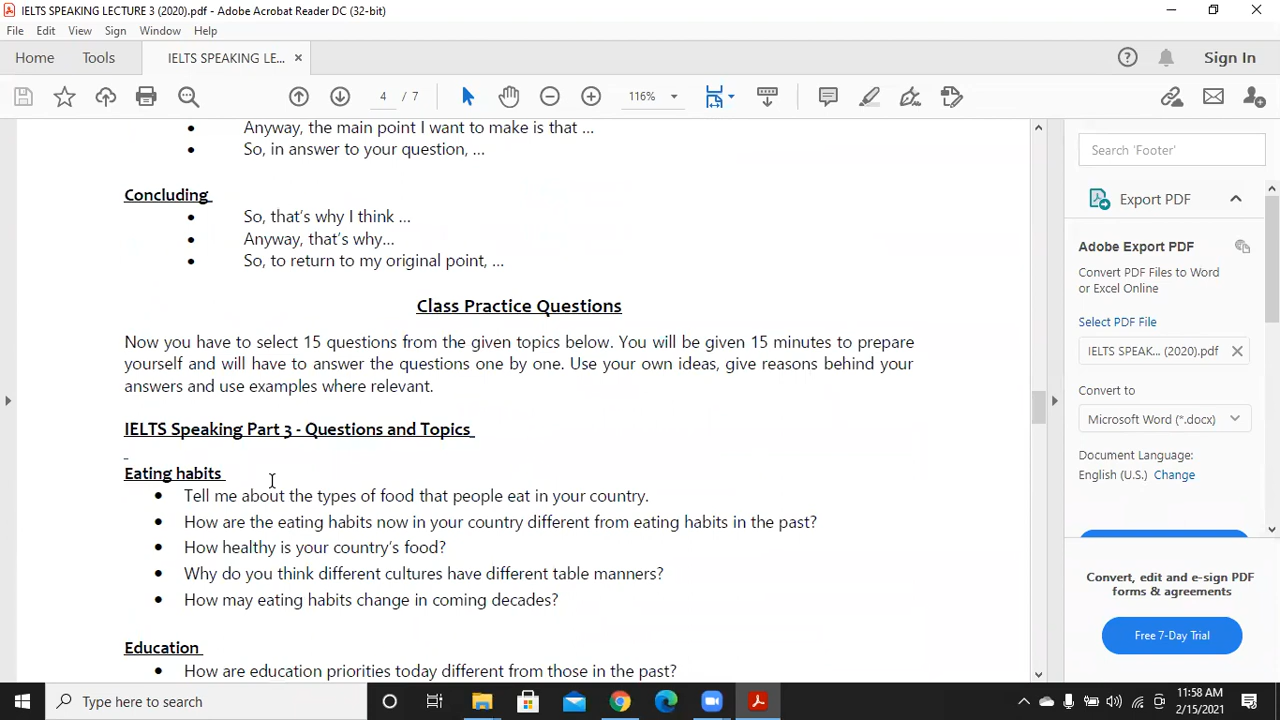 IELTS SPEAKING LECTURE 3 (2020).pdf - Adobe Acrobat Reader DC (32-bit)
File Edit View Sign Window Help
Home Tools IELTS SPEAKING LE... × Sign In
4 / 7 116%
Anyway, the main point I want to make is that ...
So, in answer to your question, ...
Concluding
So, that's why I think ...
Anyway, that's why...
So, to return to my original point, ...
Class Practice Questions
Now you have to select 15 questions from the given topics below. You will be given 15 minutes to prepare
yourself and will have to answer the questions one by one. Use your own ideas, give reasons behind your
answers and use examples where relevant.
IELTS Speaking Part 3 - Questions and Topics
Eating habits
Tell me about the types of food that people eat in your country.
How are the eating habits now in your country different from eating habits in the past?
How healthy is your country's food?
Why do you think different cultures have different table manners?
How may eating habits change in coming decades?
Education
How are education priorities today different from those in the past?
Search 'Footer'
Export PDF
Adobe Export PDF
Convert PDF Files to Word
or Excel Online
Select PDF File
IELTS SPEAK... (2020).pdf
Convert to
Microsoft Word (*.docx)
Document Language:
English (U.S.) Change
Convert, edit and e-sign PDF
forms & agreements
Free 7-Day Trial
Type here to search
11:58 AM
2/15/2021